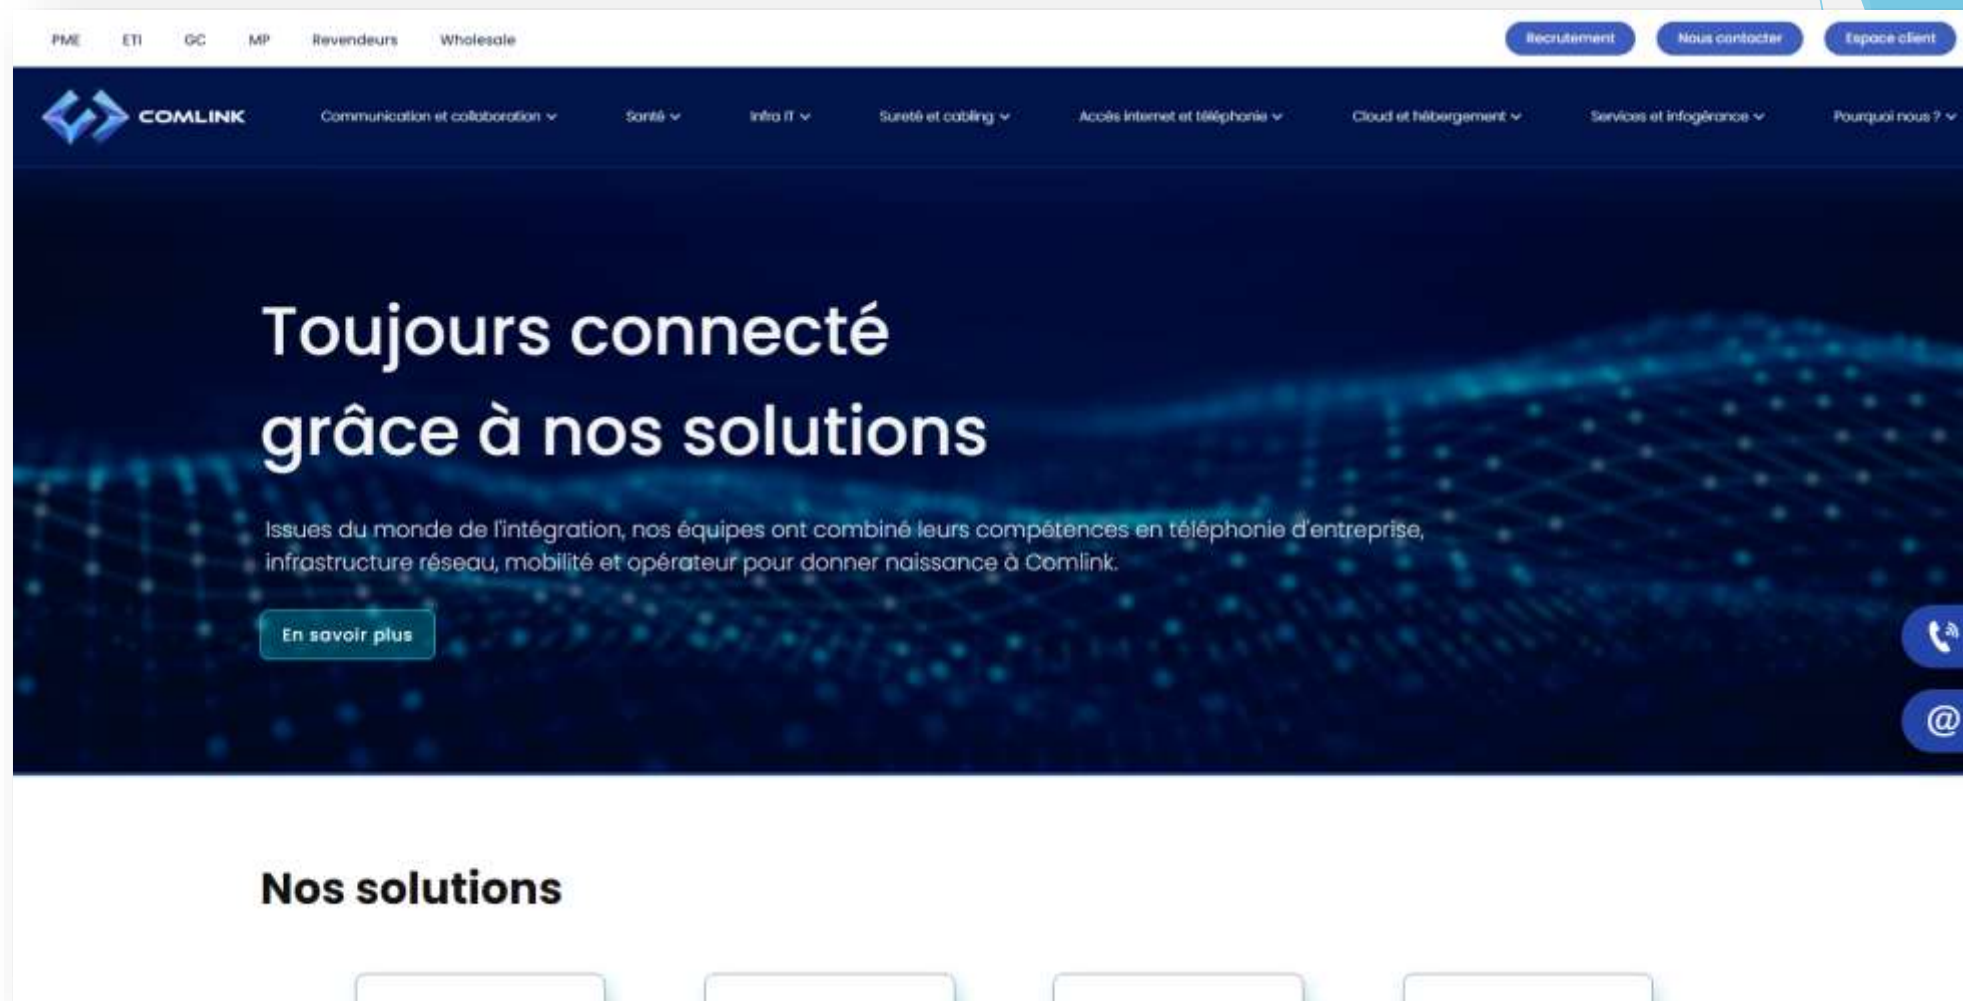 PME ETI GC MP Revendeurs Wholesale Recrutement Nous contacter Espace client
COMLINK Communication et collaboration Santé Infra IT Sureté et cabling Accès internet et téléphonie Cloud et hébergement Services et infogérance Pourquoi nous ?
Toujours connecté
grâce à nos solutions
Issues du monde de l'intégration, nos équipes ont combiné leurs compétences en téléphonie d'entreprise,
infrastructure réseau, mobilité et opérateur pour donner naissance à Comlink.
En savoir plus
@
Nos solutions